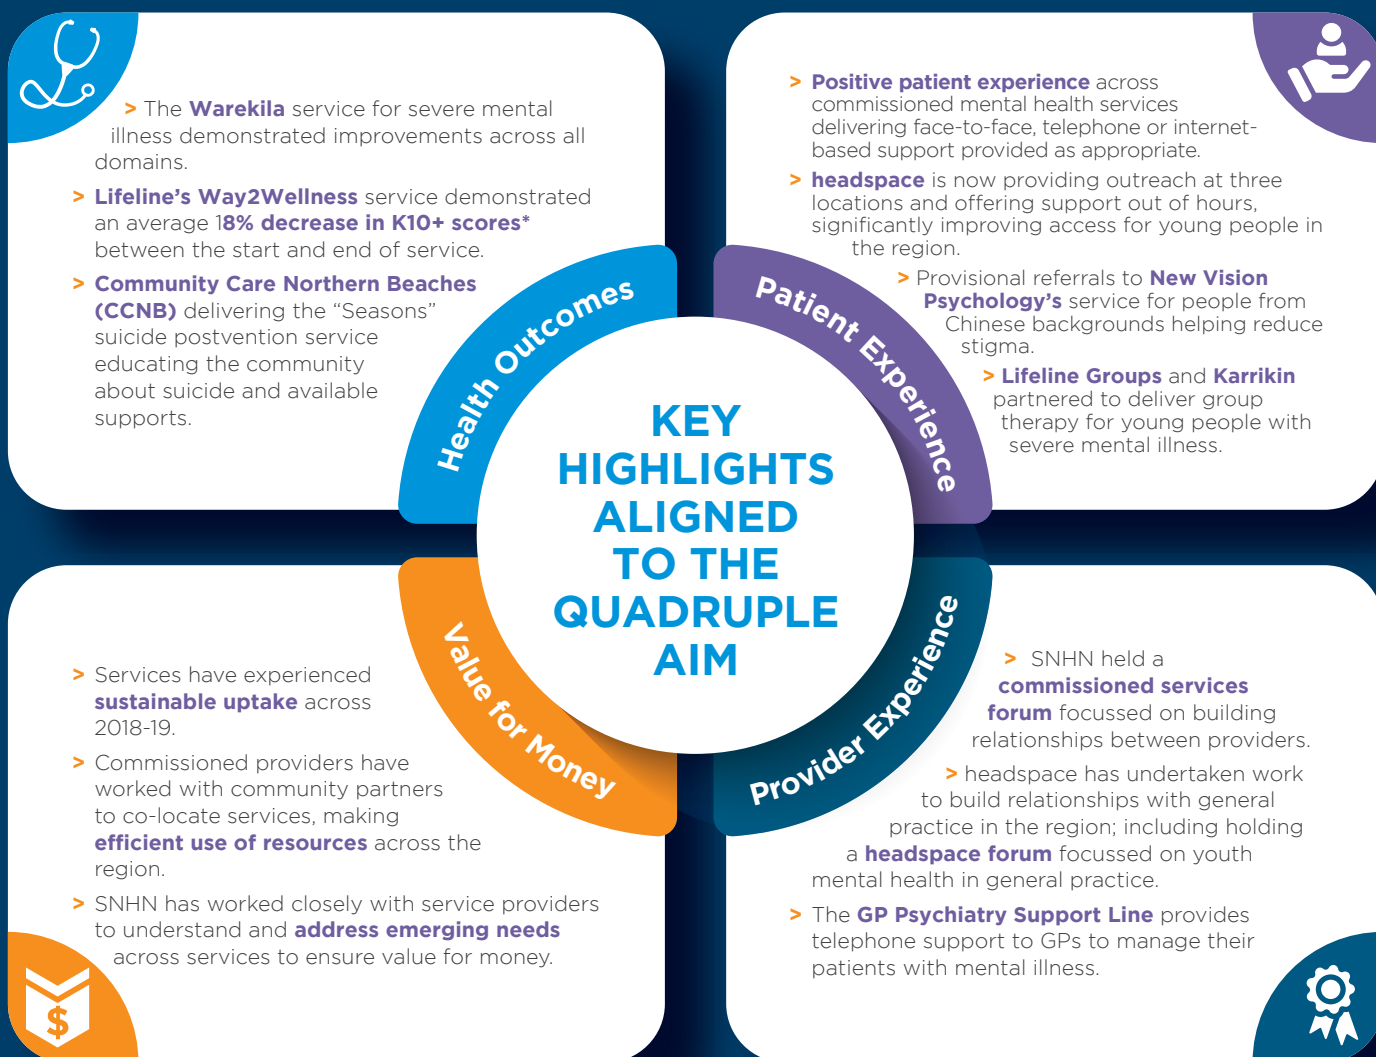 > The Warekila service for severe mental
illness demonstrated improvements across all
domains.
> Lifeline's Way2Wellness service demonstrated
an average 18% decrease in K10+ scores*
between the start and end of service.
> Community Care Northern Beaches
(CCNB) delivering the “Seasons”
suicide postvention service
educating the community
about suicide and available
supports.
Health Outcomes
> Positive patient experience across
commissioned mental health services
delivering face-to-face, telephone or internet-
based support provided as appropriate.
> headspace is now providing outreach at three
locations and offering support out of hours,
significantly improving access for young people in
the region.
> Provisional referrals to New Vision
Psychology's service for people from
Chinese backgrounds helping reduce
stigma.
> Lifeline Groups and Karrikin
partnered to deliver group
therapy for young people with
severe mental illness.
Patient Experience
KEY
HIGHLIGHTS
ALIGNED
TO THE
QUADRUPLE
AIM
Value for Money
> Services have experienced
sustainable uptake across
2018-19.
> Commissioned providers have
worked with community partners
to co-locate services, making
efficient use of resources across the
region.
> SNHN has worked closely with service providers
to understand and address emerging needs
across services to ensure value for money.
$
Provider Experience
> SNHN held a
commissioned services
forum focussed on building
relationships between providers.
> headspace has undertaken work
to build relationships with general
practice in the region; including holding
a headspace forum focussed on youth
mental health in general practice.
> The GP Psychiatry Support Line provides
telephone support to GPs to manage their
patients with mental illness.